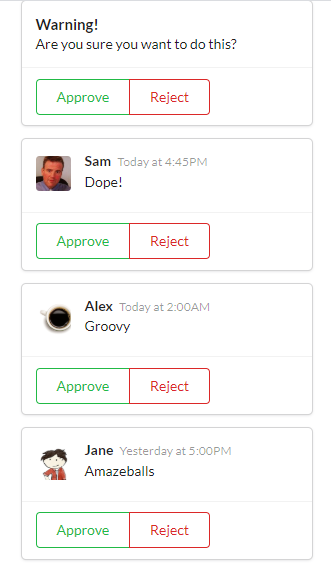 Warning!
Are you sure you want to do this?
Approve Reject
Sam Today at 4:45PM
Dope!
Approve Reject
Alex Today at 2:00AM
Groovy
Approve Reject
Jane Yesterday at 5:00PM
Amazeballs
Approve Reject